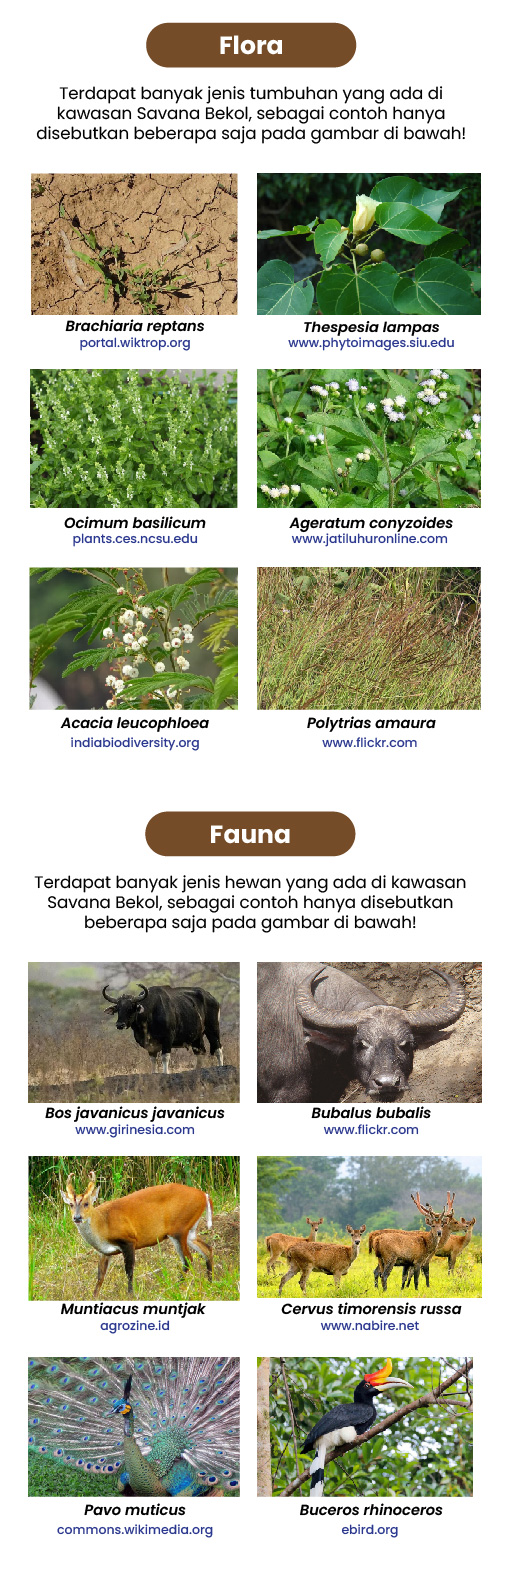 Flora
Terdapat banyak jenis tumbuhan yang ada di
kawasan Savana Bekol, sebagai contoh hanya
disebutkan beberapa saja pada gambar di bawah!
Brachiaria reptans
portal.wiktrop.org
Thespesia lampas
www.phytoimages.siu.edu
Ocimum basilicum
plants.ces.ncsu.edu
Ageratum conyzoides
www.jatiluhuronline.com
Acacia leucophloea
indiabiodiversity.org
Polytrias amaura
www.flickr.com
Fauna
Terdapat banyak jenis hewan yang ada di kawasan
Savana Bekol, sebagai contoh hanya disebutkan
beberapa saja pada gambar di bawah!
Bos javanicus javanicus
www.girinesia.com
Bubalus bubalis
www.flickr.com
Muntiacus muntjak
agrozine.id
Cervus timorensis russa
www.nabire.net
Pavo muticus
commons.wikimedia.org
Buceros rhinoceros
ebird.org